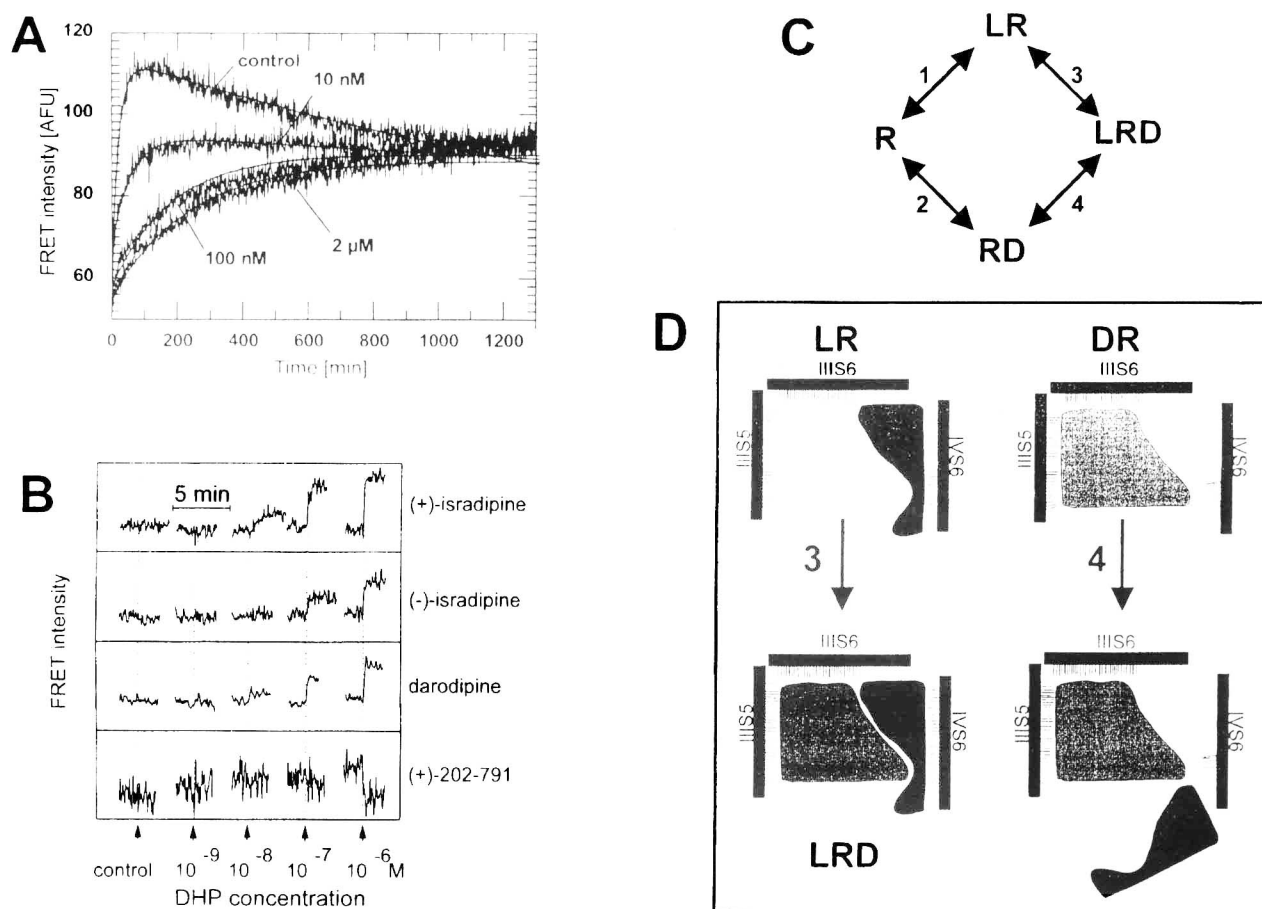 A
120
100
80
60
FRET intensity [AFU]
control
10 nM
100 nM
2 µM
0 200 400 600 800 1000 1200
Time [min]
B
FRET intensity
5 min
(+)-isradipine
(-)-isradipine
darodipine
(+)-202-791
control 10-9 10-8 10-7 10-6 M
DHP concentration
C
LR
1 3
R LRD
2 4
RD
D
LR DR
IIIS6 IIIS6
IIIS5 IVS6 IIIS5 IVS6
3 4
IIIS6 IIIS6
IIIS5 IVS6 IIIS5 IVS6
LRD